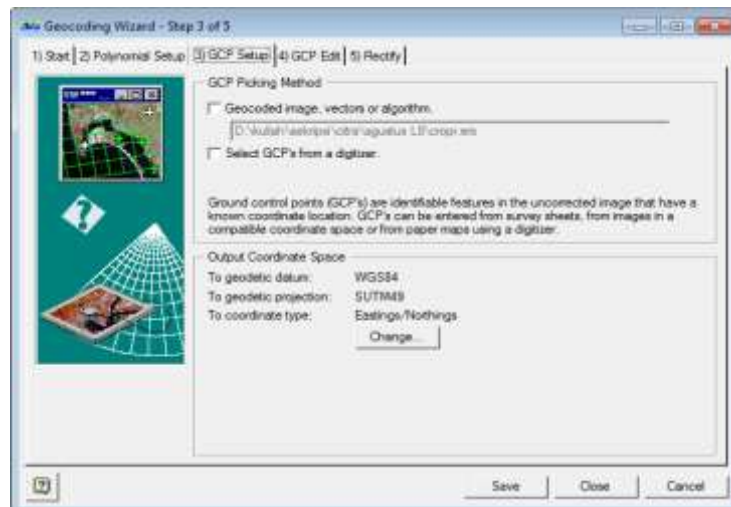 Geocoding Wizard - Step 3 of 5
1) Start 2) Polynomial Setup 3) GCP Setup 4) GCP Edit 5) Rectify
GCP Picking Method
Geocoded image, vectors or algorithm.
Select GCP's from a digitizer.
Ground control points (GCP's) are identifiable features in the uncorrected image that have a
known coordinate location. GCP's can be entered from survey sheets, from images in a
compatible coordinate space or from paper maps using a digitizer
Output Coordinate Space
To geodetic datum: WGS84
To geodetic projection: SUTM49
To coordinate type: Eastings/Northings
Change...
Save Close Cancel